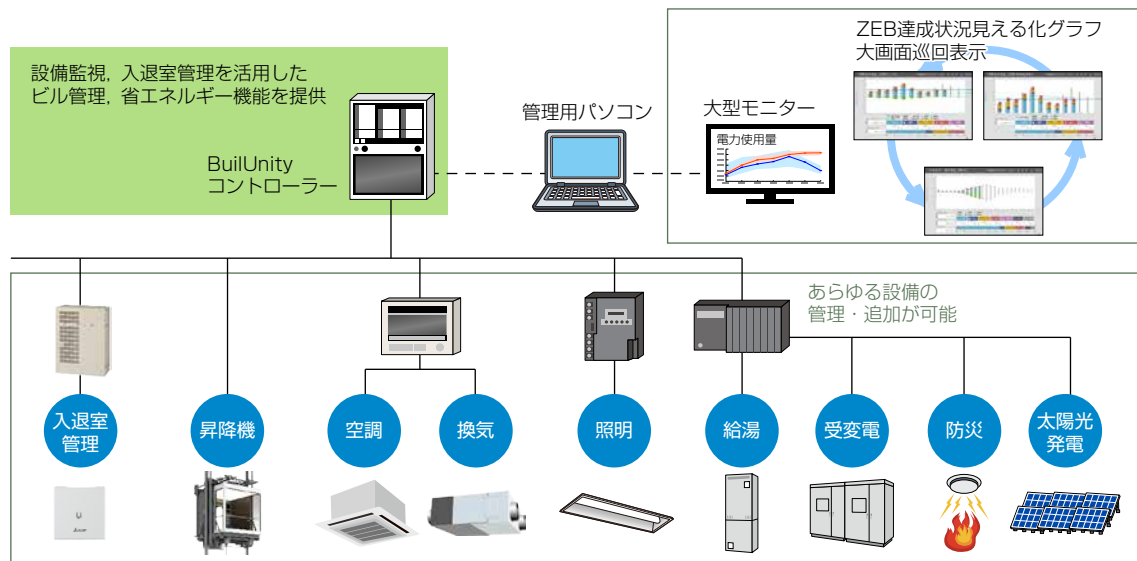 設備監視,入退室管理を活用した
ビル管理,省エネルギー機能を提供
BuilUnity
コントローラー
管理用パソコン
大型モニター
電力使用量
ZEB達成状況見える化グラフ
大画面巡回表示
あらゆる設備の
管理・追加が可能
入退室
管理
昇降機
空調
換気
照明
給湯
受変電
防災
太陽光
発電